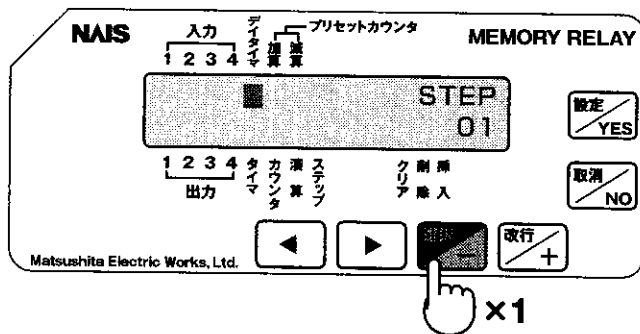 NAIS
入力
1 2 3 4
デイタイマ
加算
減算
プリセットカウンタ
MEMORY RELAY
STEP
01
設定
YES
1 2 3 4
出力
タイマ
カウンタ
演算
ステップ
クリア
削除
挿入
取消
NO
Matsushita Electric Works, Ltd.
◀
▶
−
改行
+
×1